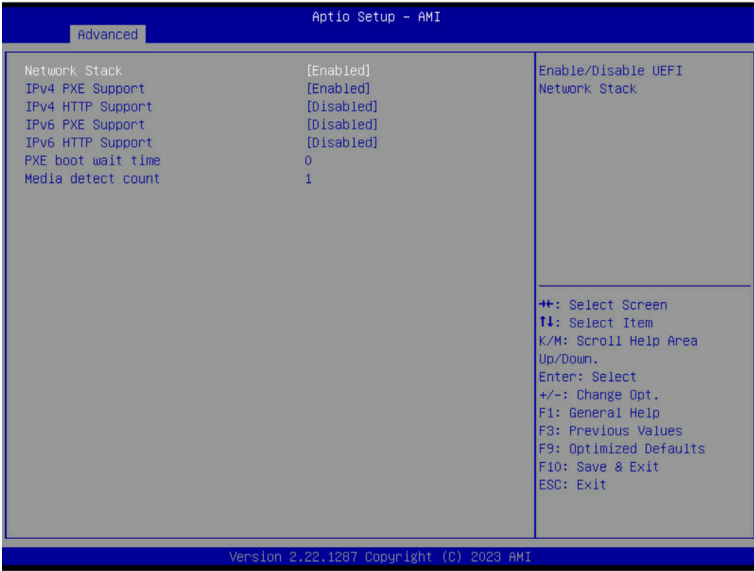 Aptio Setup – AMI
Advanced
Network Stack [Enabled]
IPv4 PXE Support [Enabled]
IPv4 HTTP Support [Disabled]
IPv6 PXE Support [Disabled]
IPv6 HTTP Support [Disabled]
PXE boot wait time 0
Media detect count 1
Enable/Disable UEFI
Network Stack
→←: Select Screen
↑↓: Select Item
K/M: Scroll Help Area
Up/Down.
Enter: Select
+/-: Change Opt.
F1: General Help
F3: Previous Values
F9: Optimized Defaults
F10: Save & Exit
ESC: Exit
Version 2.22.1287 Copyright (C) 2023 AMI